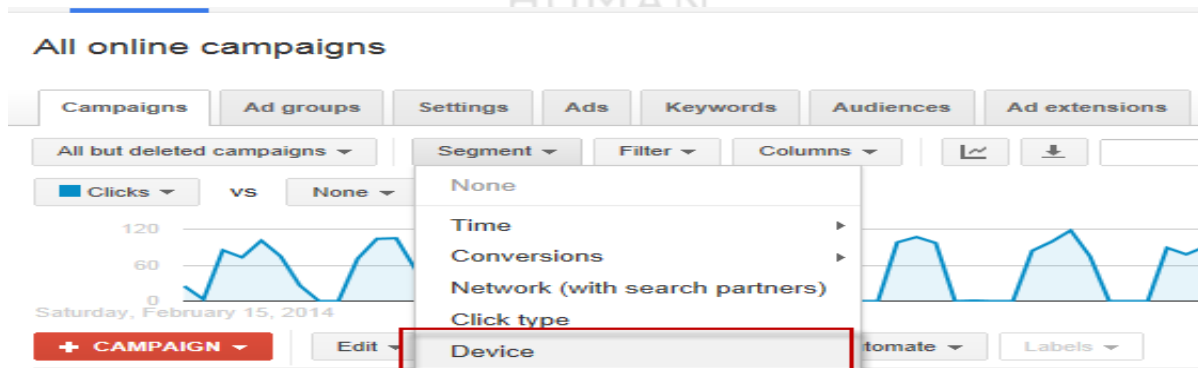 All online campaigns
Campaigns Ad groups Settings Ads Keywords Audiences Ad extensions
All but deleted campaigns Segment Filter Columns
Clicks vs None
None
Time
120
Conversions
60
Network (with search partners)
0
Saturday, February 15, 2014
Click type
+ CAMPAIGN Edit Device tomate Labels